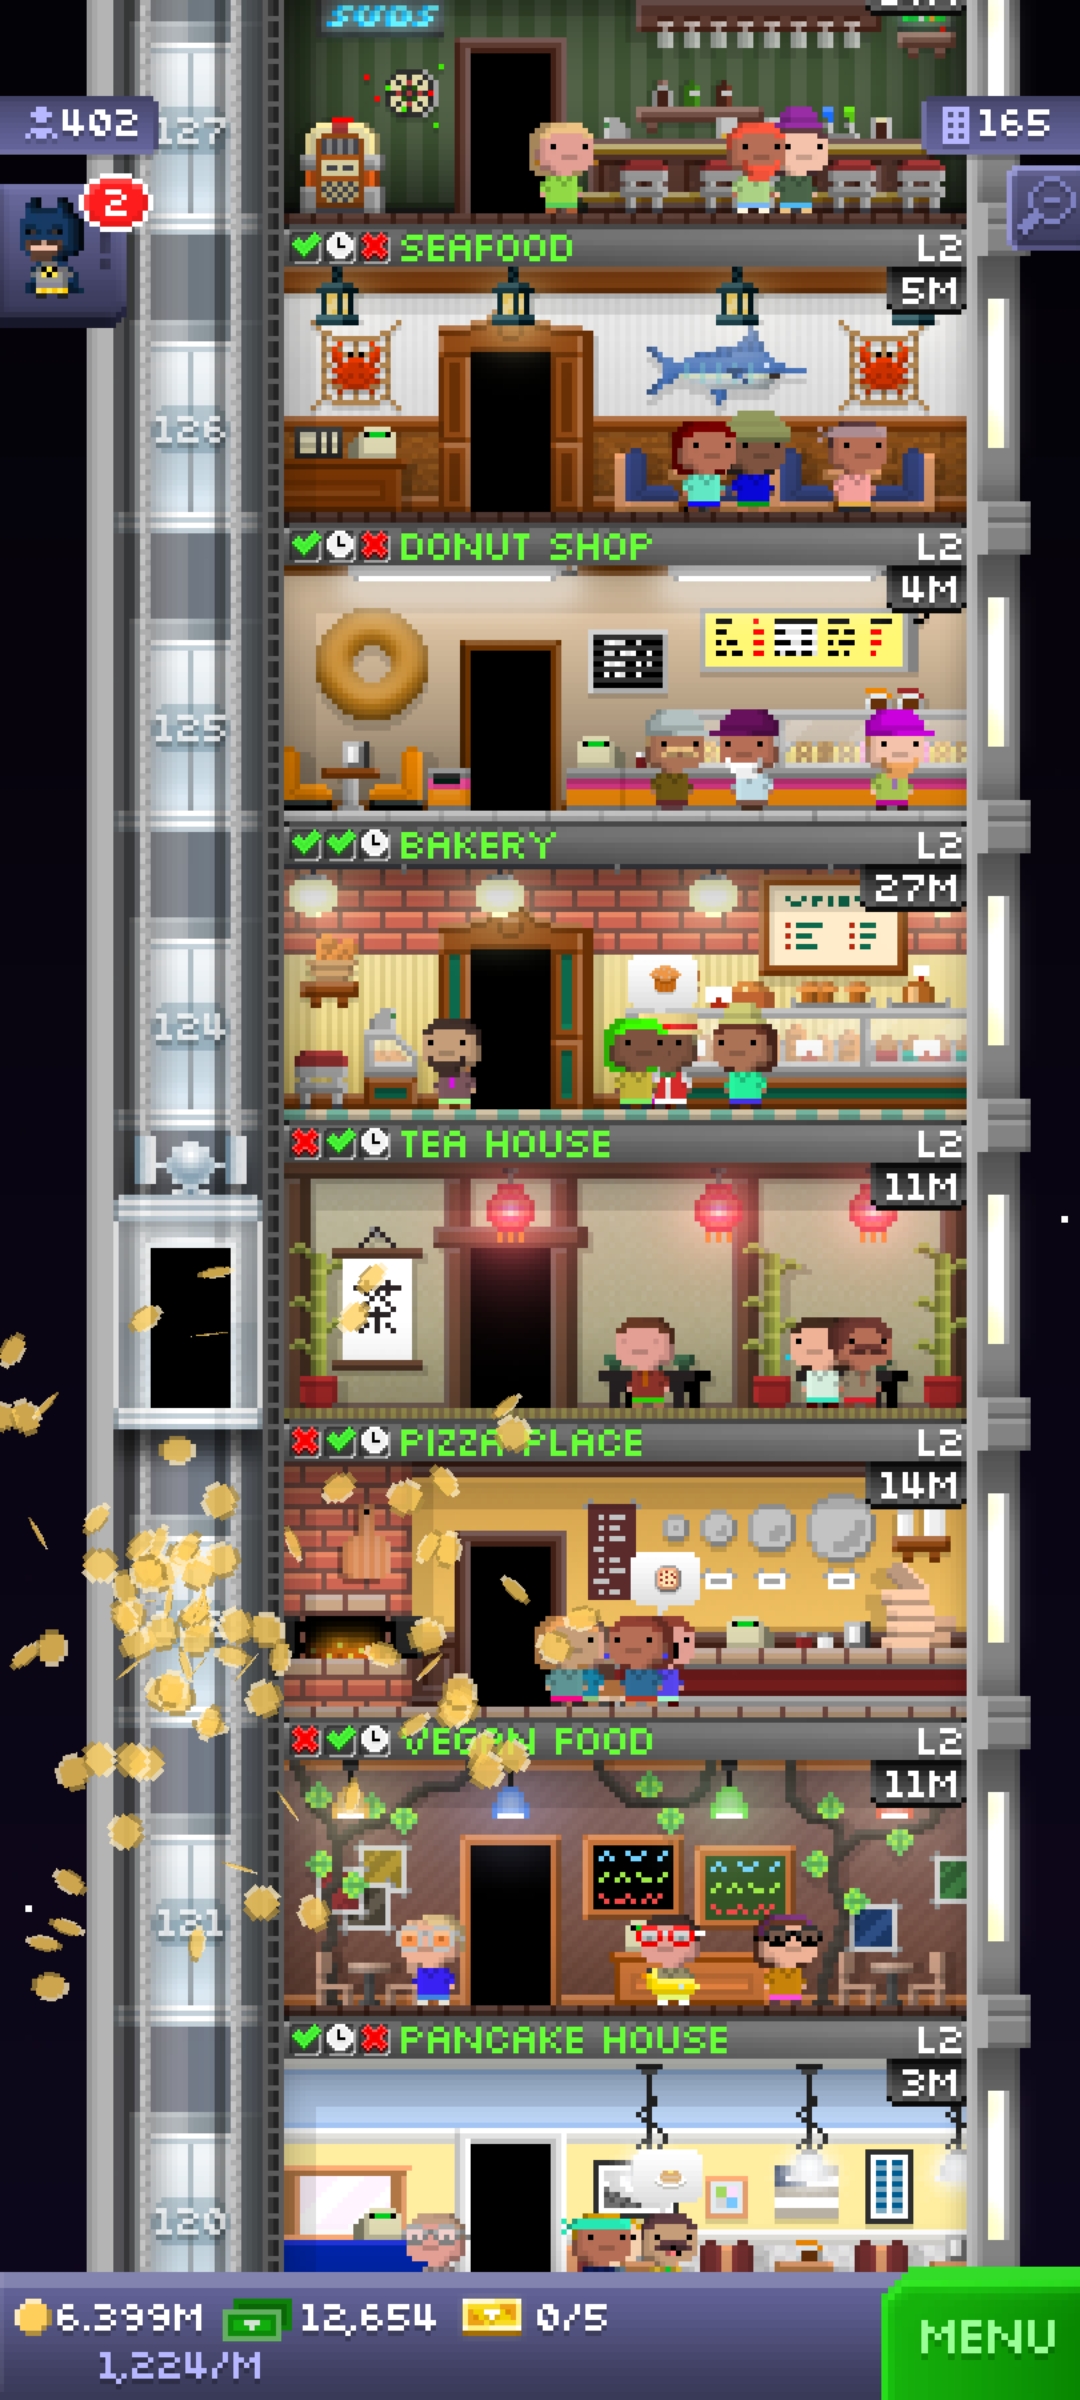 SUDS
402
127
165
2
SEAFOOD L2
5M
126
DONUT SHOP L2
4M
125
BAKERY L2
27M
124
TEA HOUSE L2
11M
茶
PIZZA PLACE L2
14M
VEGAN FOOD L2
11M
121
PANCAKE HOUSE L2
3M
120
6.399M 12,654 0/5
1,224/M
MENU